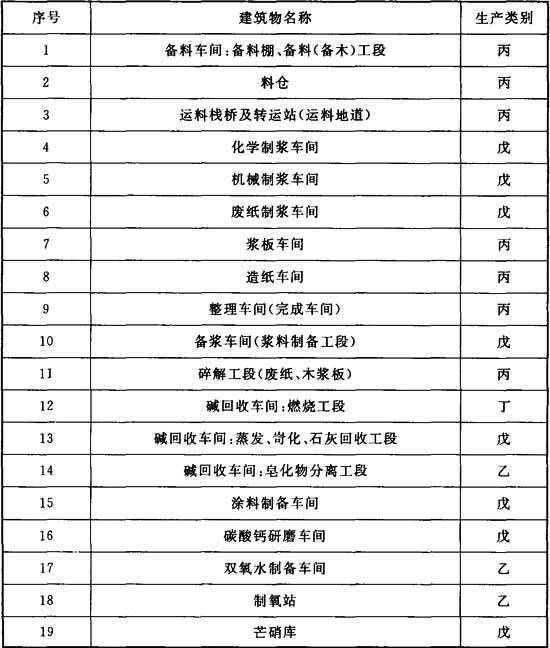 序号 建筑物名称 生产类别
1 备料车间:备料棚、备料(备木)工段 丙
2 料仓 丙
3 运料栈桥及转运站(运料地道) 丙
4 化学制浆车间 戊
5 机械制浆车间 戊
6 废纸制浆车间 戊
7 浆板车间 丙
8 造纸车间 丙
9 整理车间(完成车间) 丙
10 备浆车间(浆料制备工段) 戊
11 碎解工段(废纸、木浆板) 丙
12 碱回收车间:燃烧工段 丁
13 碱回收车间:蒸发、苛化、石灰回收工段 戊
14 碱回收车间:皂化物分离工段 乙
15 涂料制备车间 戊
16 碳酸钙研磨车间 戊
17 双氧水制备车间 乙
18 制氧站 乙
19 芒硝库 戊